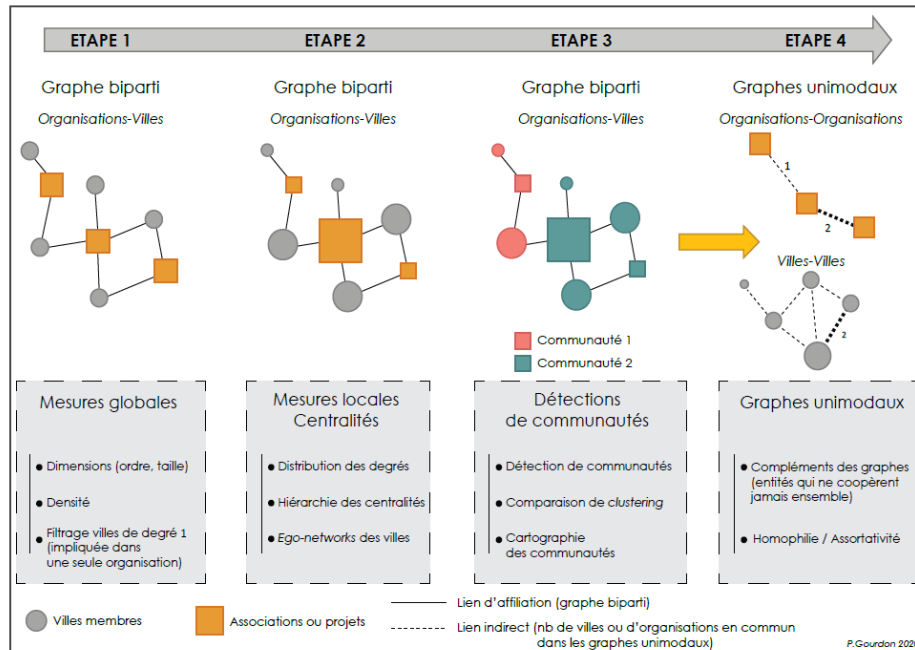 ETAPE 1
ETAPE 2
ETAPE 3
ETAPE 4
Graphe biparti
Organisations-Villes
Graphe biparti
Organisations-Villes
Graphe biparti
Organisations-Villes
Graphes unimodaux
Organisations-Organisations
1
2
Villes-Villes
2
Communauté 1
Communauté 2
Mesures globales
● Dimensions (ordre, taille)
● Densité
● Filtrage villes de degré 1
(impliquée dans
une seule organisation)
Mesures locales
Centralités
● Distribution des degrés
● Hiérarchie des centralités
● Ego-networks des villes
Détections
de communautés
● Détection de communautés
● Comparaison de clustering
● Cartographie
des communautés
Graphes unimodaux
● Compléments des graphes
(entités qui ne coopèrent
jamais ensemble)
● Homophilie / Assortativité
Villes membres
Associations ou projets
Lien d'affiliation (graphe biparti)
Lien indirect (nb de villes ou d'organisations en commun
dans les graphes unimodaux)
P.Gourdon 2020